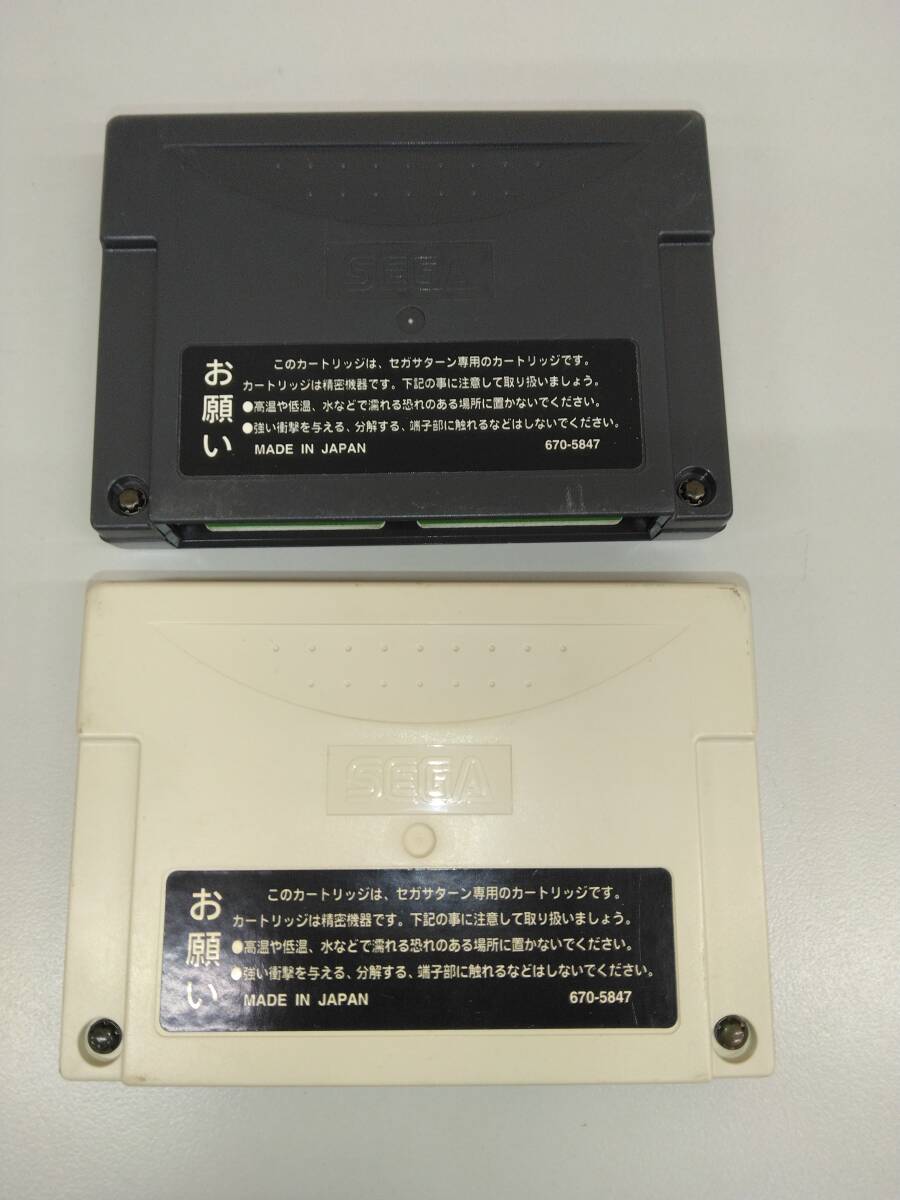 SEGA
お願い
このカートリッジは、セガサターン専用のカートリッジです。
カートリッジは精密機器です。下記の事に注意して取り扱いましょう。
●高温や低温、水などで濡れる恐れのある場所に置かないでください。
●強い衝撃を与える、分解する、端子部に触れるなどはしないでください。
MADE IN JAPAN 670-5847
SEGA
お願い
このカートリッジは、セガサターン専用のカートリッジです。
カートリッジは精密機器です。下記の事に注意して取り扱いましょう。
●高温や低温、水などで濡れる恐れのある場所に置かないでください。
●強い衝撃を与える、分解する、端子部に触れるなどはしないでください。
MADE IN JAPAN 670-5847